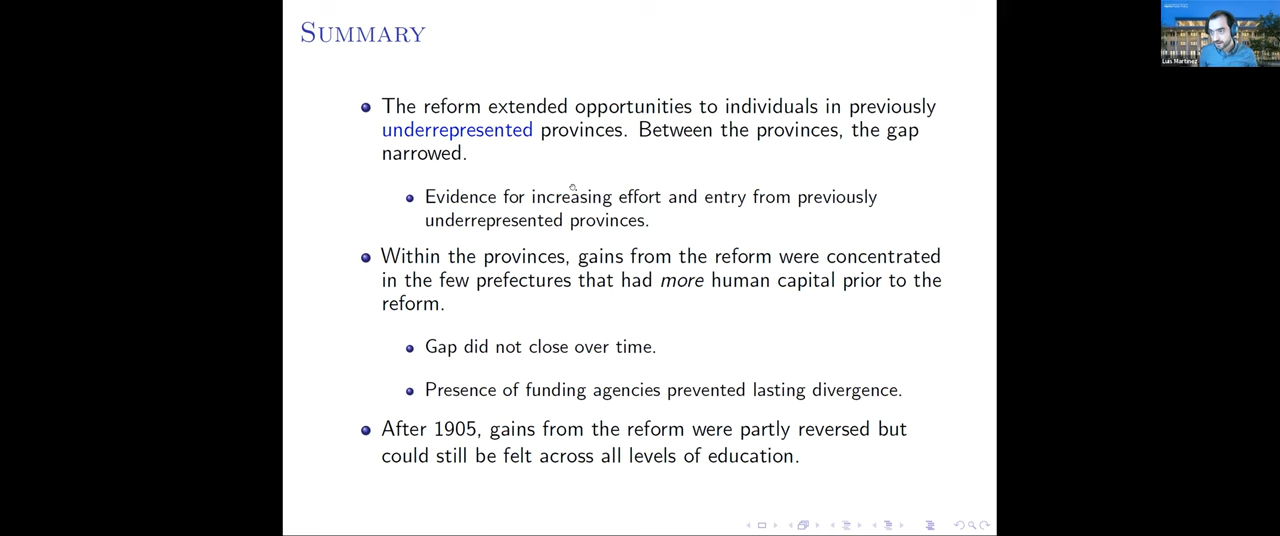 SUMMARY
The reform extended opportunities to individuals in previously
underrepresented provinces. Between the provinces, the gap
narrowed.
Evidence for increasing effort and entry from previously
underrepresented provinces.
Within the provinces, gains from the reform were concentrated
in the few prefectures that had more human capital prior to the
reform.
Gap did not close over time.
Presence of funding agencies prevented lasting divergence.
After 1905, gains from the reform were partly reversed but
could still be felt across all levels of education.
Luis Martinez